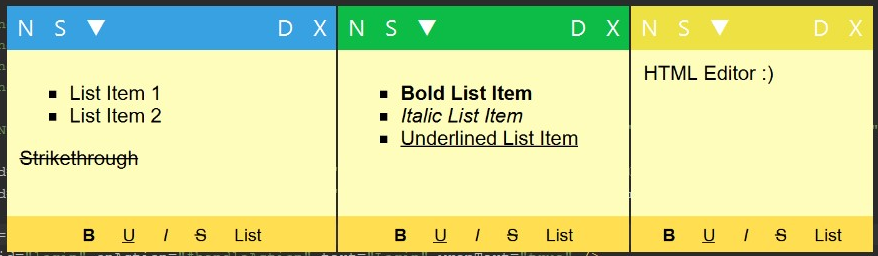 N S ▼ D X
List Item 1
List Item 2
Strikethrough
B U I S List
N S ▼ D X
Bold List Item
Italic List Item
Underlined List Item
B U I S List
N S ▼ D X
HTML Editor :)
B U I S List